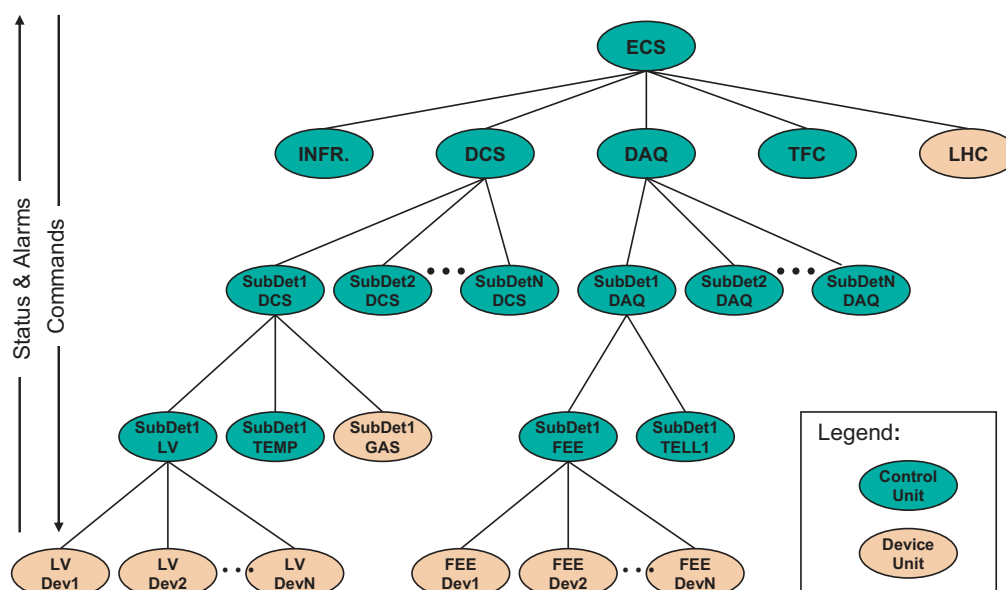 ECS
INFR.
DCS
DAQ
TFC
LHC
Status & Alarms
Commands
SubDet1
DCS
SubDet2
DCS
•••
SubDetN
DCS
SubDet1
DAQ
SubDet2
DAQ
•••
SubDetN
DAQ
SubDet1
LV
SubDet1
TEMP
SubDet1
GAS
SubDet1
FEE
SubDet1
TELL1
Legend:
Control
Unit
Device
Unit
LV
Dev1
LV
Dev2
•••
LV
DevN
FEE
Dev1
FEE
Dev2
•••
FEE
DevN